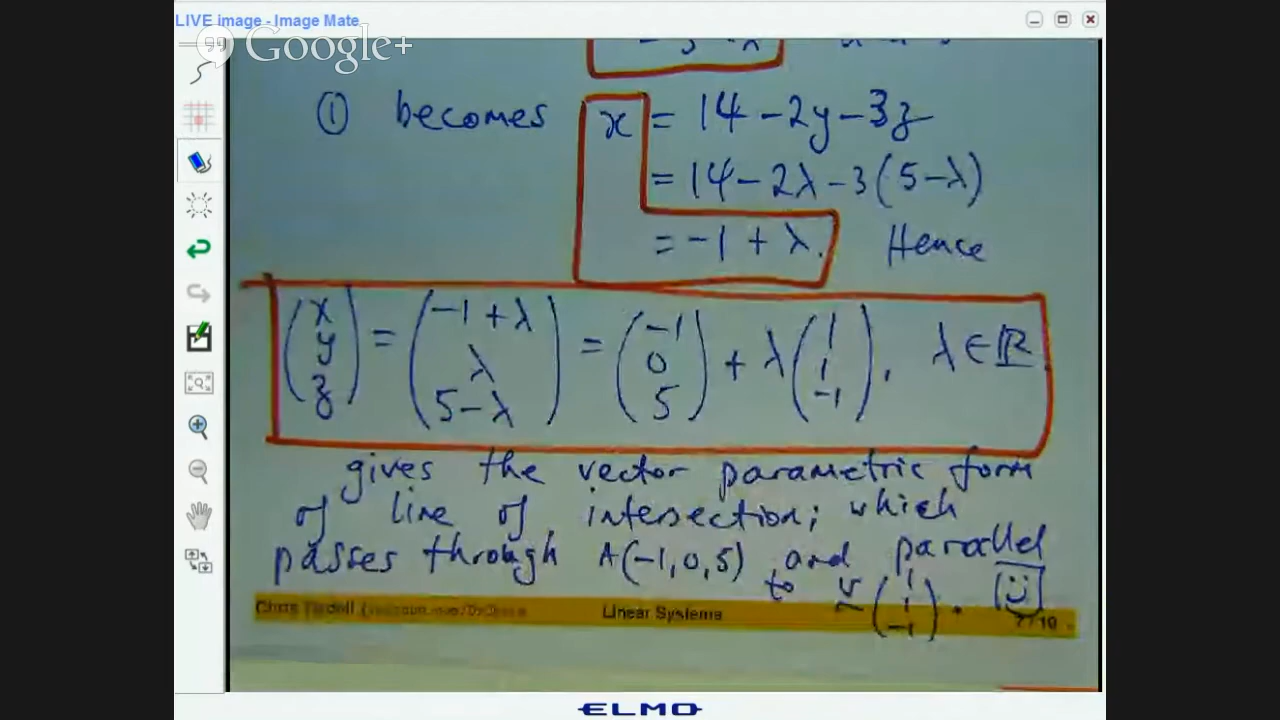 LIVE image - Image Mate
Google+
① becomes x = 14 - 2y - 3z
= 14 - 2λ - 3(5 - λ)
= -1 + λ. Hence
(x y z) = (-1 + λ λ 5 - λ) = (-1 0 5) + λ(1 1 -1), λ ∈ ℝ
gives the vector parametric form
of line of intersection; which
passes through A(-1, 0, 5) and parallel
to v (1 1 -1).
Linear Systems
ELMO